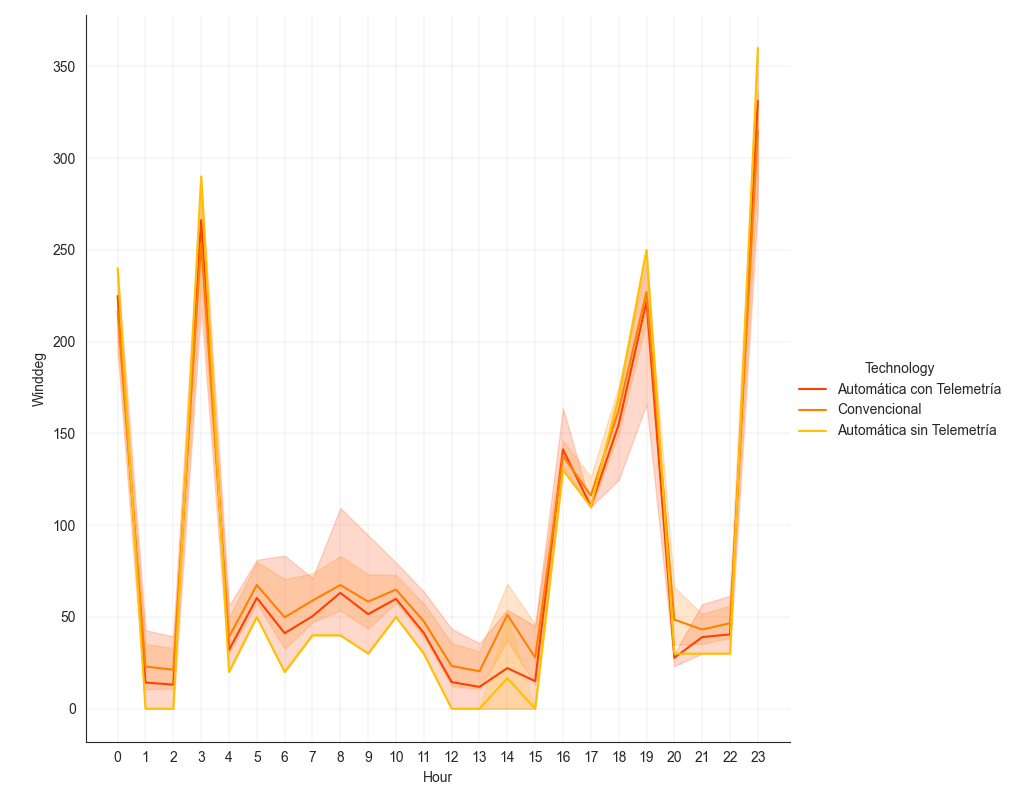 350
300
250
200
150
100
50
0
Winddeg
0 1 2 3 4 5 6 7 8 9 10 11 12 13 14 15 16 17 18 19 20 21 22 23
Hour
Technology
Automática con Telemetría
Convencional
Automática sin Telemetría